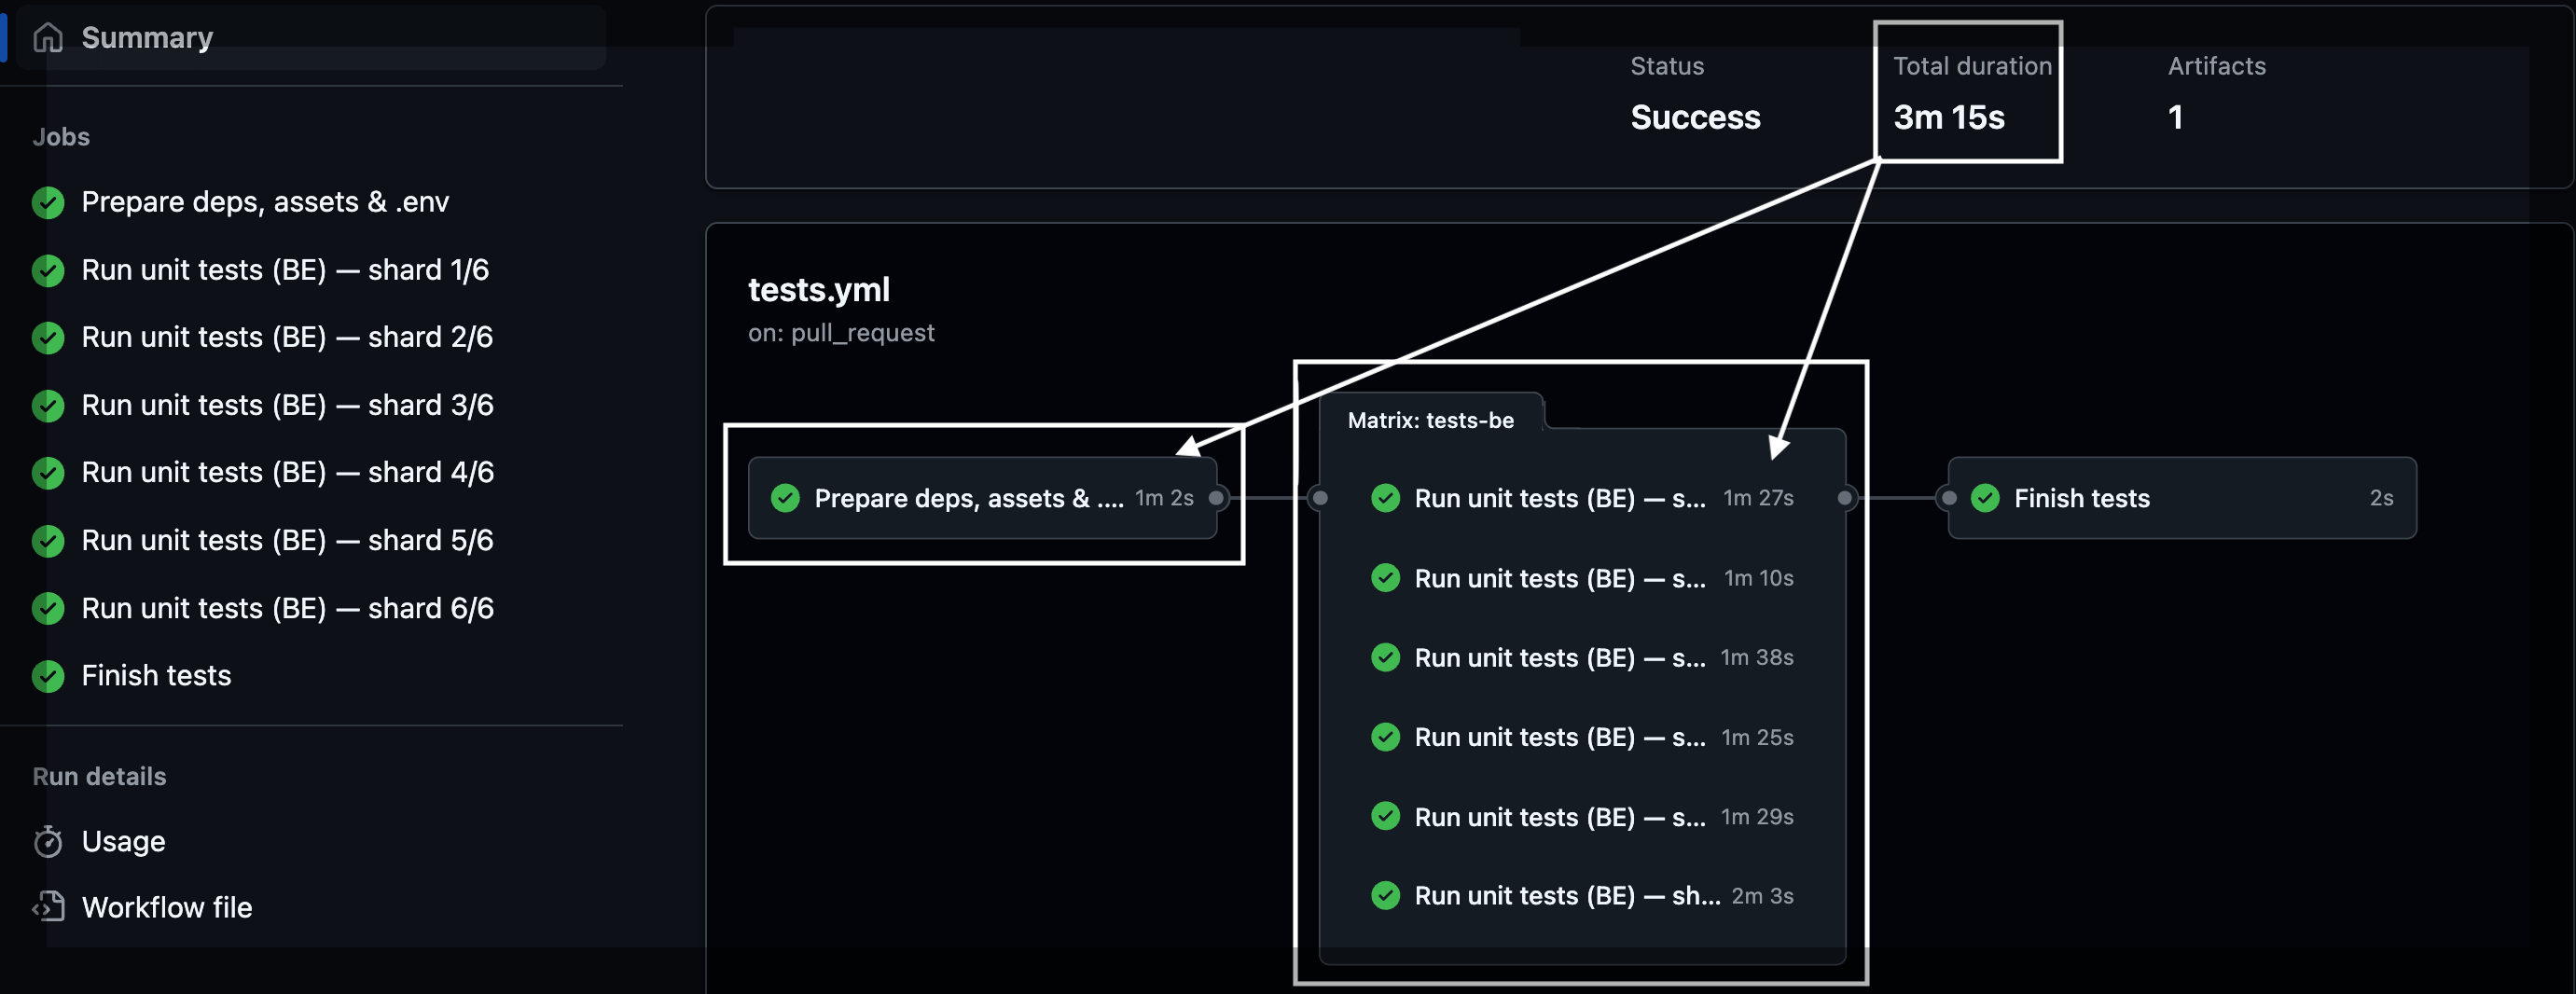 Summary
Jobs
Prepare deps, assets & .env
Run unit tests (BE) — shard 1/6
Run unit tests (BE) — shard 2/6
Run unit tests (BE) — shard 3/6
Run unit tests (BE) — shard 4/6
Run unit tests (BE) — shard 5/6
Run unit tests (BE) — shard 6/6
Finish tests
Run details
Usage
Workflow file
Status
Success
Total duration
3m 15s
Artifacts
1
tests.yml
on: pull_request
Prepare deps, assets & .... 1m 2s
Matrix: tests-be
Run unit tests (BE) — s... 1m 27s
Run unit tests (BE) — s... 1m 10s
Run unit tests (BE) — s... 1m 38s
Run unit tests (BE) — s... 1m 25s
Run unit tests (BE) — s... 1m 29s
Run unit tests (BE) — sh... 2m 3s
Finish tests 2s